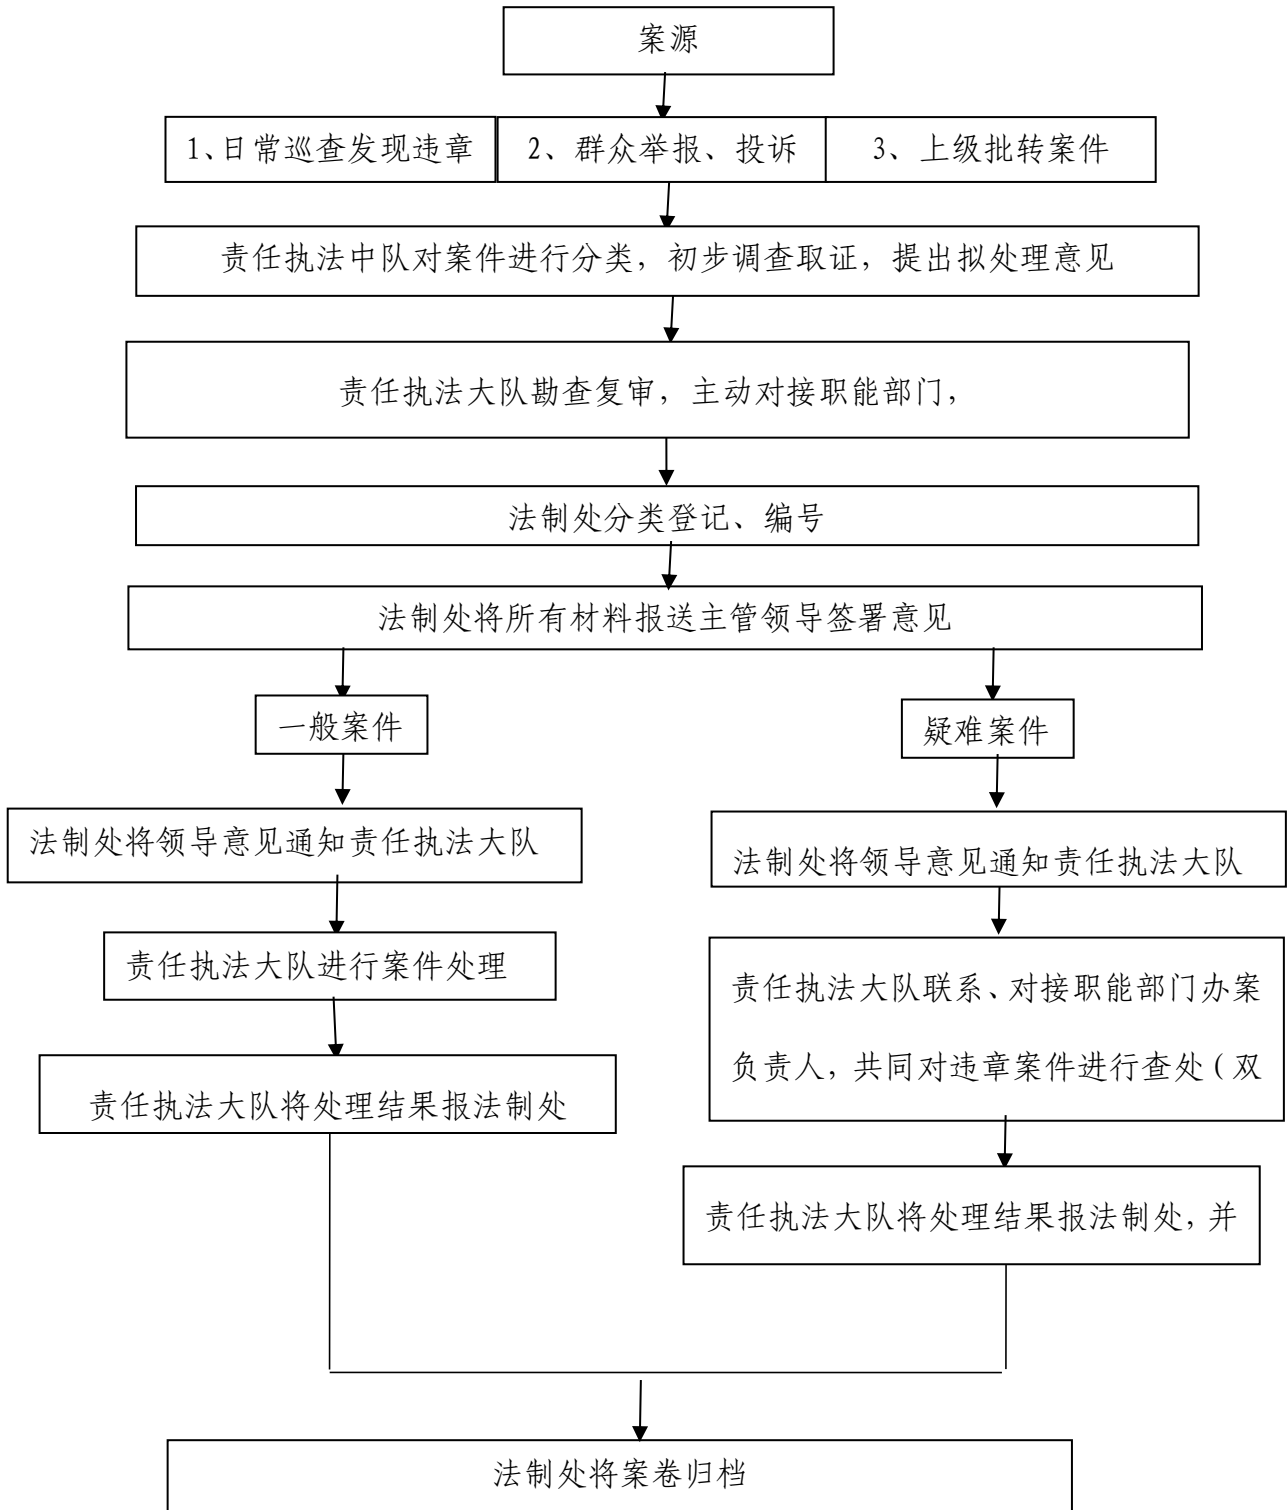 案源
1、日常巡查发现违章
2、群众举报、投诉
3、上级批转案件
责任执法中队对案件进行分类，初步调查取证，提出拟处理意见
责任执法大队勘查复审，主动对接职能部门，
法制处分类登记、编号
法制处将所有材料报送主管领导签署意见
一般案件
疑难案件
法制处将领导意见通知责任执法大队
法制处将领导意见通知责任执法大队
责任执法大队进行案件处理
责任执法大队联系、对接职能部门办案
负责人，共同对违章案件进行查处（双
责任执法大队将处理结果报法制处
责任执法大队将处理结果报法制处，并
法制处将案卷归档